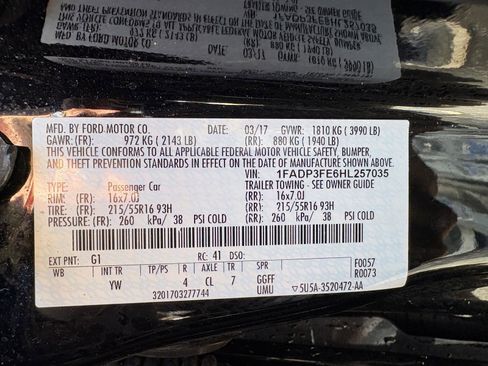 MFD. BY FORD MOTOR CO. DATE: 03/17 GVWR: 1810 KG ( 3990 LB)
GAWR:(FR) 972 KG ( 2143 LB) (RR) 880 KG ( 1940 LB)
THIS VEHICLE CONFORMS TO ALL APPLICABLE FEDERAL MOTOR VEHICLE SAFETY, BUMPER,
AND THEFT PREVENTION STANDARDS IN EFFECT ON THE DATE OF MANUFACTURE SHOWN ABOVE.
VIN: 1FADP3FE6HL257035
TYPE: Passenger Car TRAILER TOWING - SEE OWNER GUIDE
RIM: (FR) 16x7.0J (RR) 16x7.0J
TIRE: (FR) 215/55R16 93H (RR) 215/55R16 93H
PRESSURE: (FR) 260 kPa/ 38 PSI COLD (RR) 260 kPa/ 38 PSI COLD
EXT PNT: G1 RC: 41 DSO: F0057
WB INT TR TP/PS R AXLE TR SPR R0073
YW 4 CL 7 GGFF
3201703277744 UMU ▽5U5A-3520472-AA